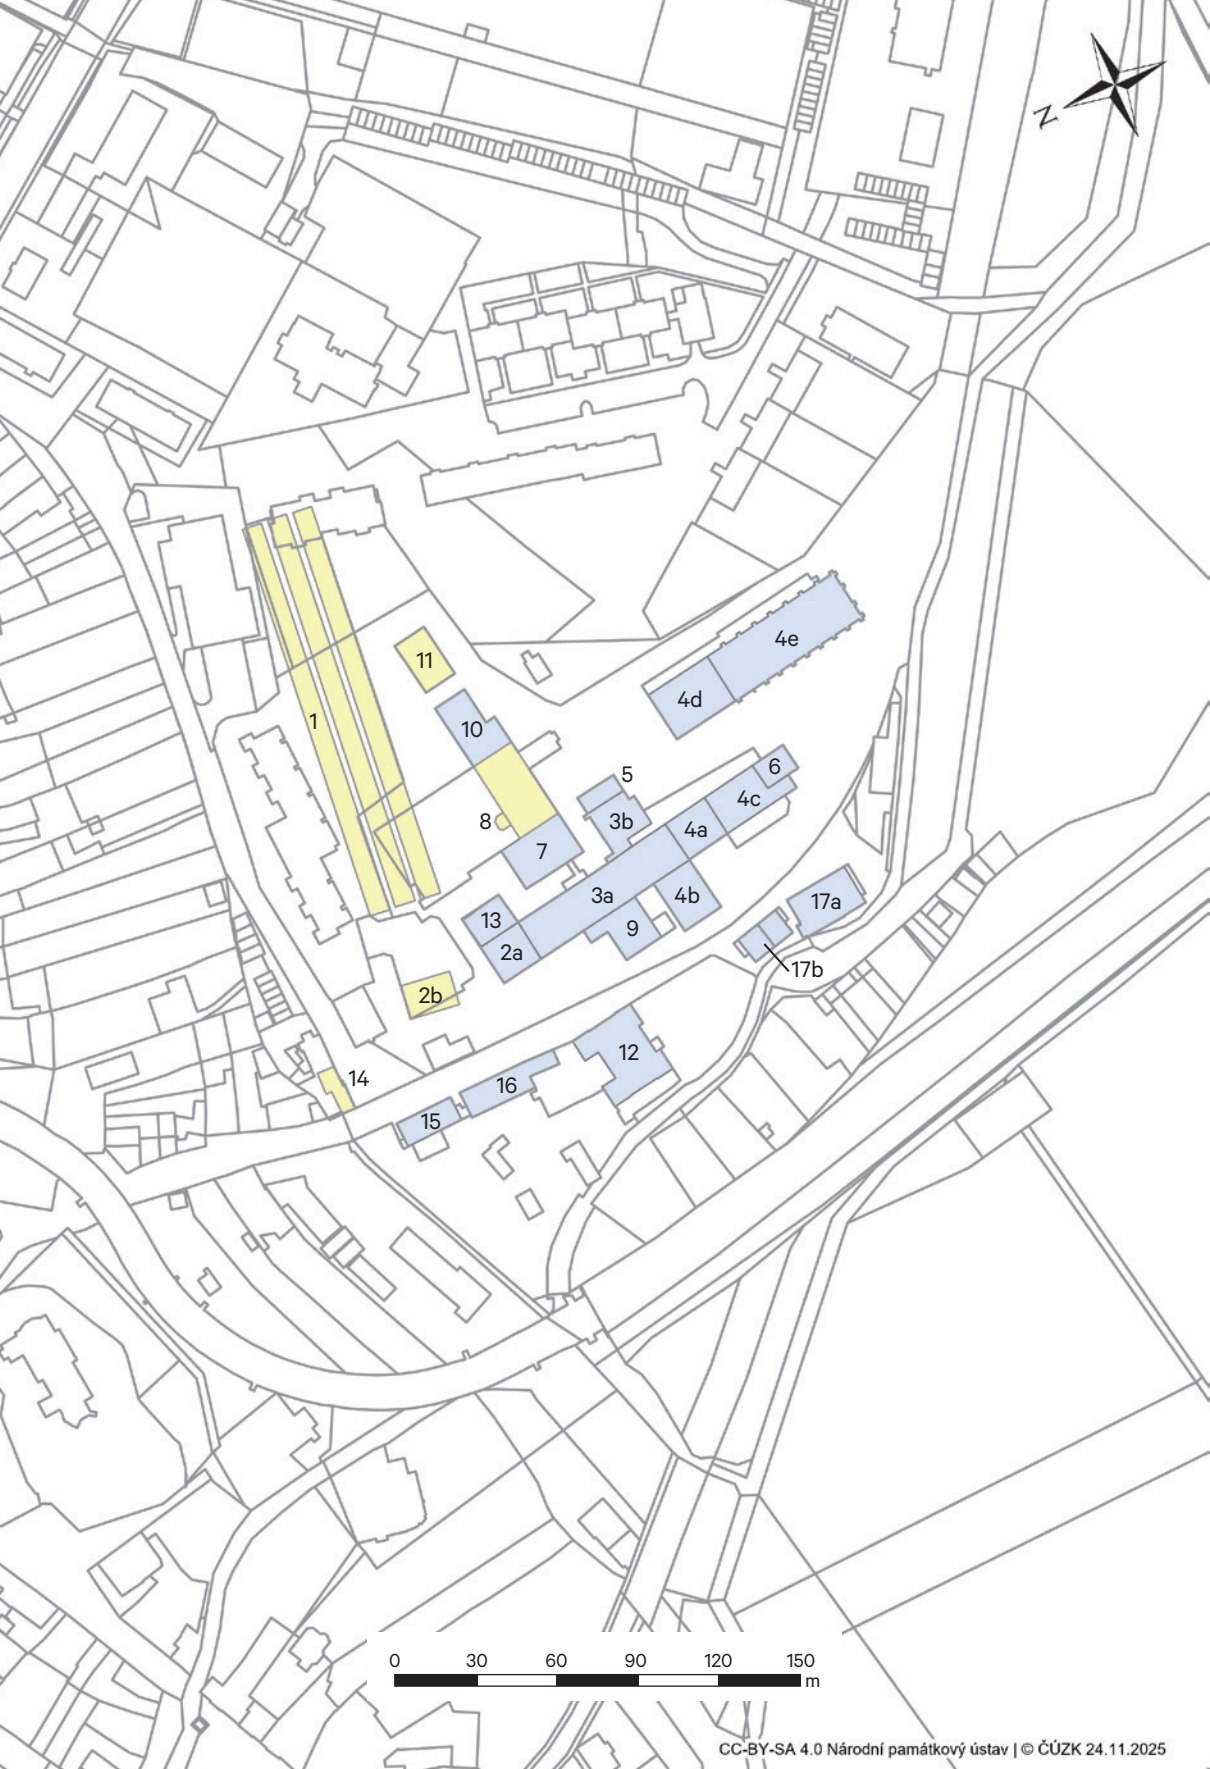 N
4e
11
4d
1
10
6
5
4c
8
3b
4a
7
3a
4b
17a
13
9
2a
17b
2b
12
14
16
15
0 30 60 90 120 150
m
CC-BY-SA 4.0 Národní památkový ústav | © ČÚZK 24.11.2025